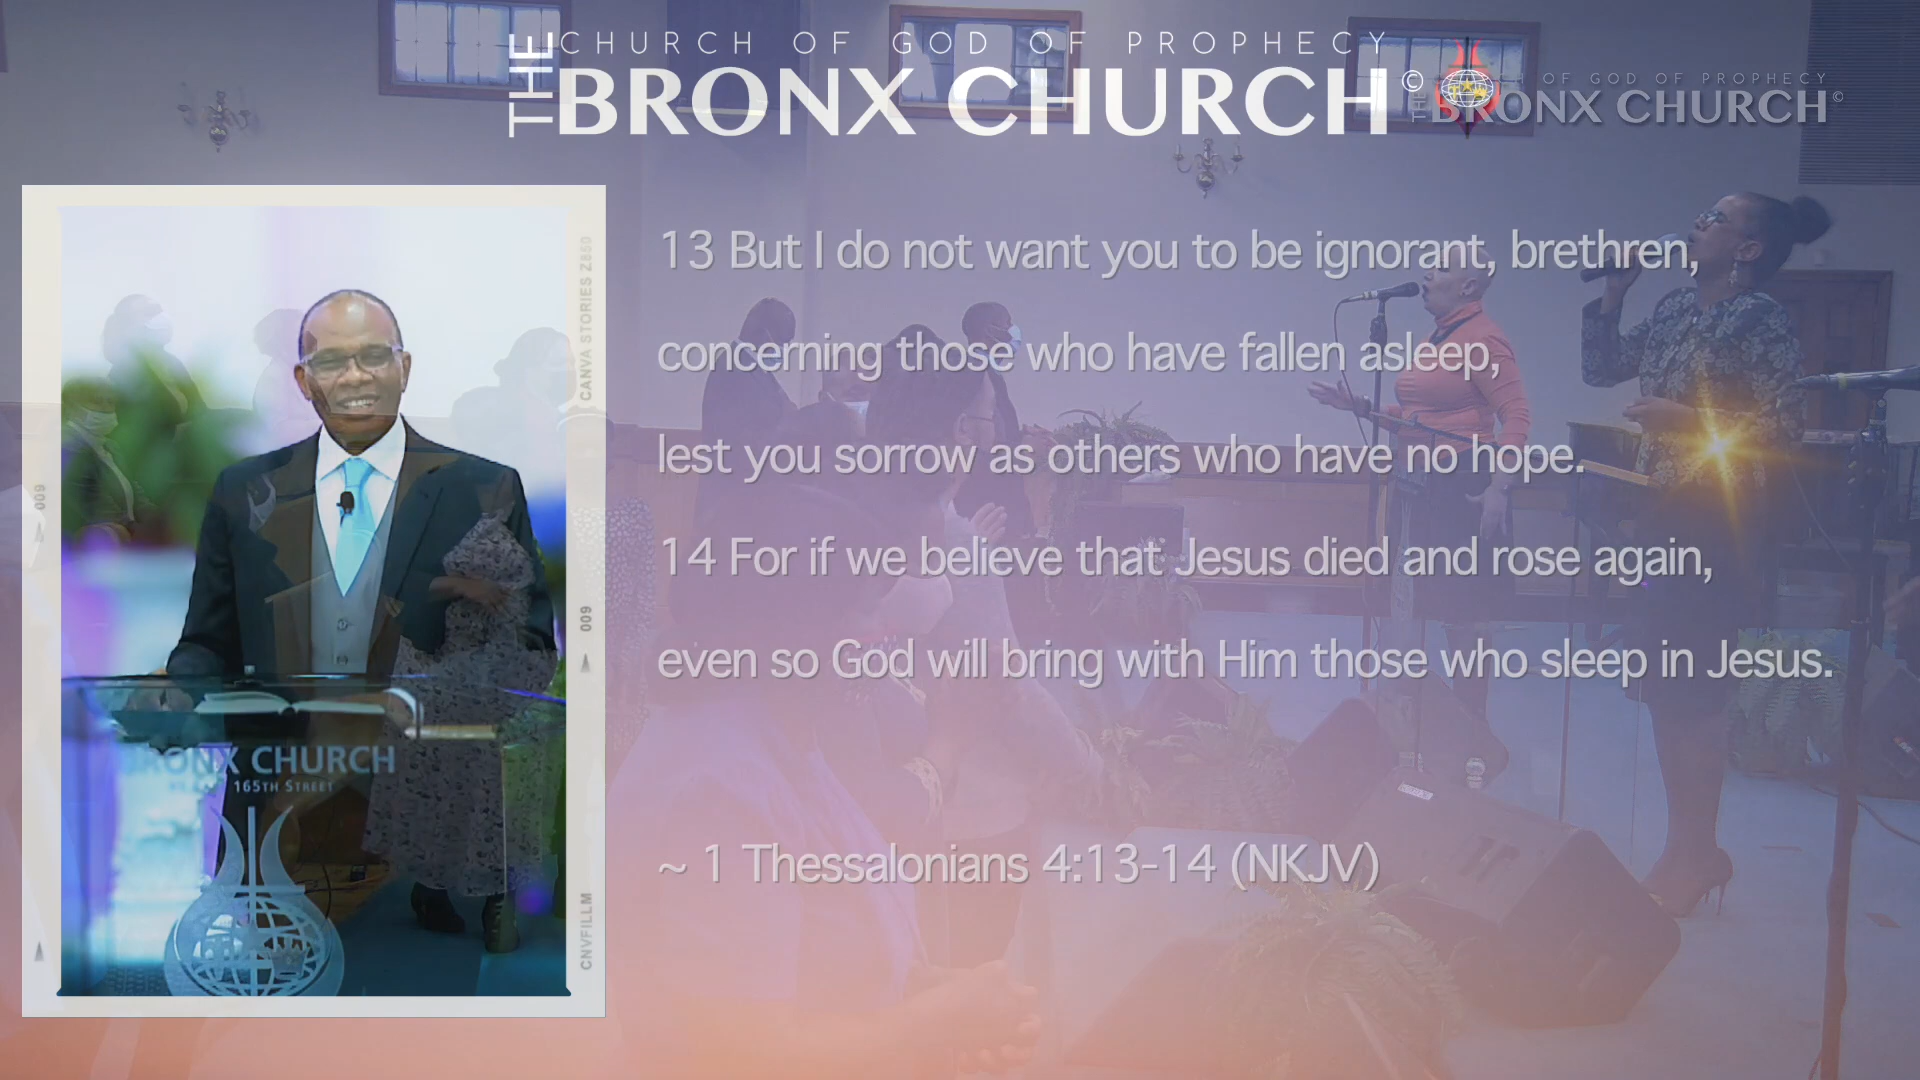 CHURCH OF GOD OF PROPHECY
THE BRONX CHURCH©
OF GOD OF PROPHECY
THE BRONX CHURCH©
13 But I do not want you to be ignorant, brethren,
concerning those who have fallen asleep,
lest you sorrow as others who have no hope.
14 For if we believe that Jesus died and rose again,
even so God will bring with Him those who sleep in Jesus.
~ 1 Thessalonians 4:13-14 (NKJV)
CANVA STORIES Z850
009
009
CNVFILLM
BRONX CHURCH
165TH STREET